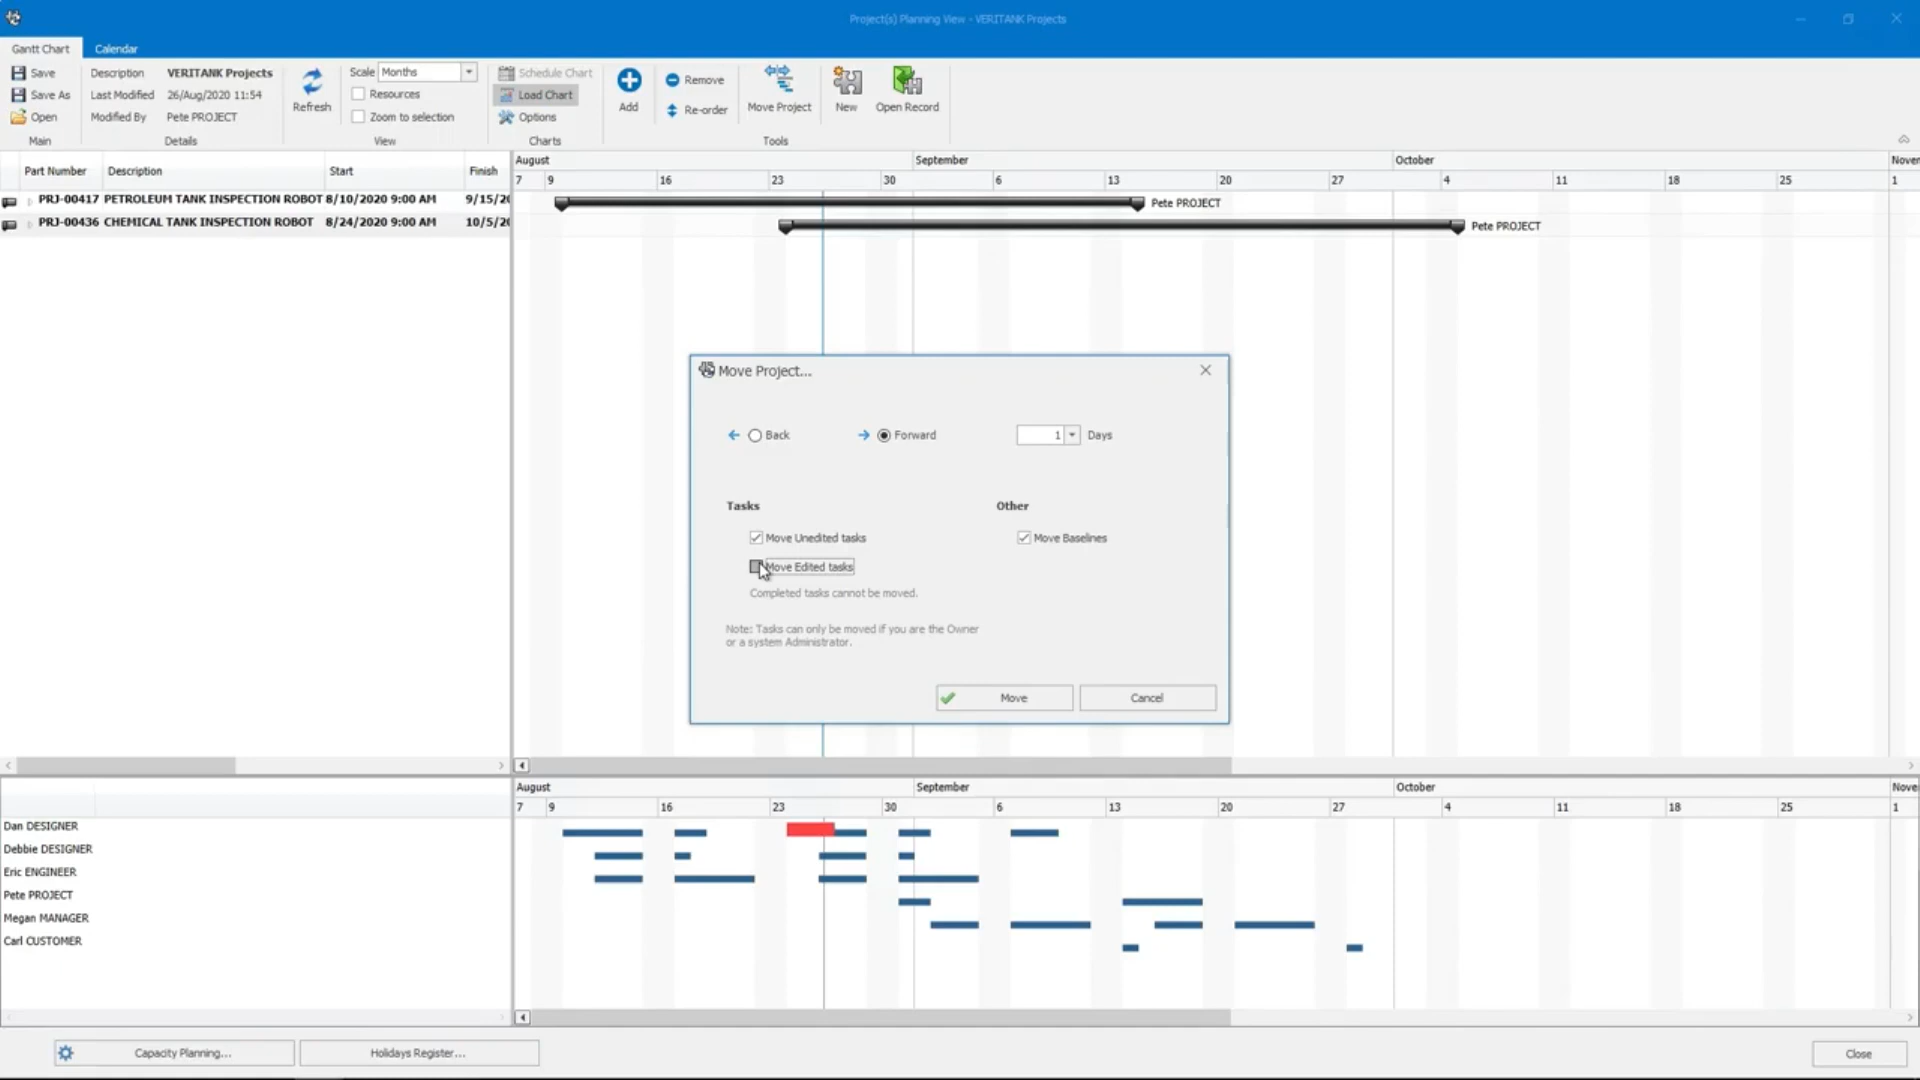 Project(s) Planning View - VERITANK Projects
Gantt Chart Calendar
Save Description VERITANK Projects
Save As Last Modified 26/Aug/2020 11:54
Open Modified By Pete PROJECT
Main Details
Refresh
Scale Months
Resources
Zoom to selection
View
Schedule Chart
Load Chart
Options
Charts
Add
Remove
Re-order
Move Project
New
Open Record
Tools
Part Number Description Start Finish
PRJ-00417 PETROLEUM TANK INSPECTION ROBOT 8/10/2020 9:00 AM 9/15/20
PRJ-00436 CHEMICAL TANK INSPECTION ROBOT 8/24/2020 9:00 AM 10/5/20
August September October Nover
7 9 16 23 30 6 13 20 27 4 11 18 25 1
Pete PROJECT
Pete PROJECT
Move Project...
Back Forward 1 Days
Tasks Other
Move Unedited tasks Move Baselines
Move Edited tasks
Completed tasks cannot be moved.
Note: Tasks can only be moved if you are the Owner
or a system Administrator.
Move Cancel
August September October Nove
7 9 16 23 30 6 13 20 27 4 11 18 25 1
Dan DESIGNER
Debbie DESIGNER
Eric ENGINEER
Pete PROJECT
Megan MANAGER
Carl CUSTOMER
Capacity Planning... Holidays Register... Close